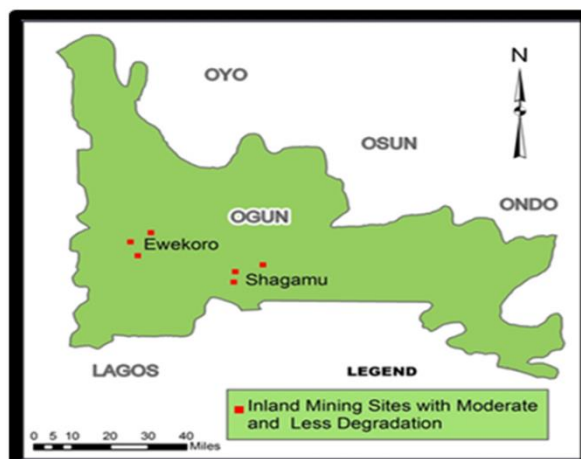 OYO
N
OSUN
ONDO
OGUN
Ewekoro
Shagamu
LAGOS
LEGEND
Inland Mining Sites with Moderate
and Less Degradation
0 5 10 20 30 40
Miles